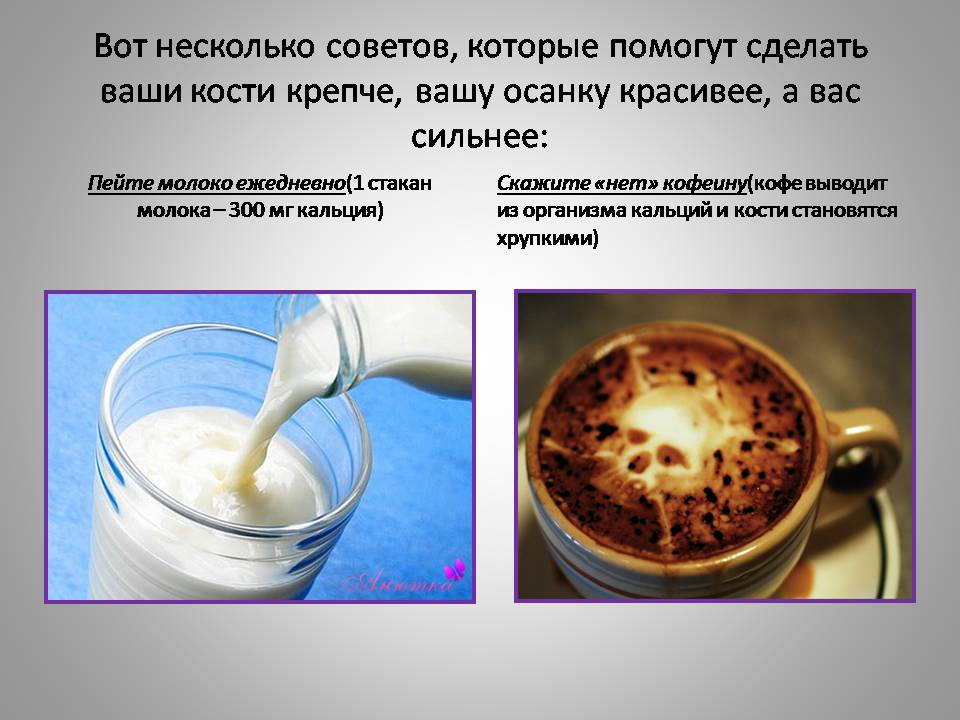 Вот несколько советов, которые помогут сделать
ваши кости крепче, вашу осанку красивее, а вас
сильнее:
Пейте молоко ежедневно(1 стакан
молока – 300 мг кальция)
Скажите «нет» кофеину(кофе выводит
из организма кальций и кости становятся
хрупкими)
Анютка